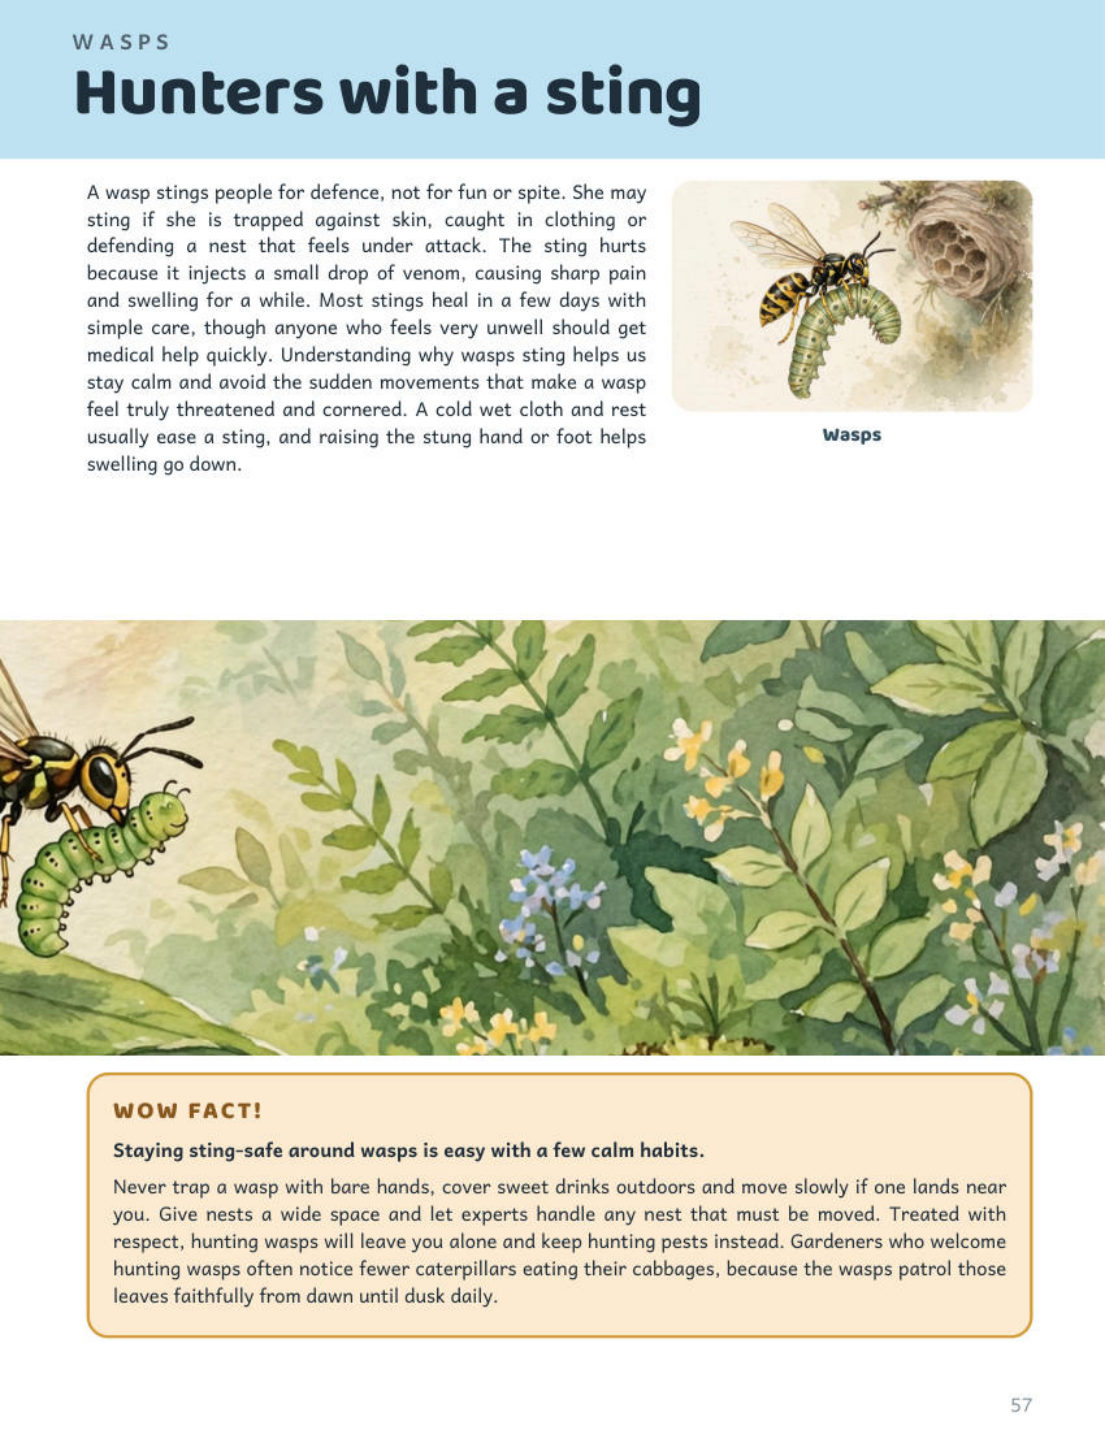 WASPS
Hunters with a sting
A wasp stings people for defence, not for fun or spite. She may
sting if she is trapped against skin, caught in clothing or
defending a nest that feels under attack. The sting hurts
because it injects a small drop of venom, causing sharp pain
and swelling for a while. Most stings heal in a few days with
simple care, though anyone who feels very unwell should get
medical help quickly. Understanding why wasps sting helps us
stay calm and avoid the sudden movements that make a wasp
feel truly threatened and cornered. A cold wet cloth and rest
usually ease a sting, and raising the stung hand or foot helps
swelling go down.
Wasps
WOW FACT!
Staying sting-safe around wasps is easy with a few calm habits.
Never trap a wasp with bare hands, cover sweet drinks outdoors and move slowly if one lands near
you. Give nests a wide space and let experts handle any nest that must be moved. Treated with
respect, hunting wasps will leave you alone and keep hunting pests instead. Gardeners who welcome
hunting wasps often notice fewer caterpillars eating their cabbages, because the wasps patrol those
leaves faithfully from dawn until dusk daily.
57